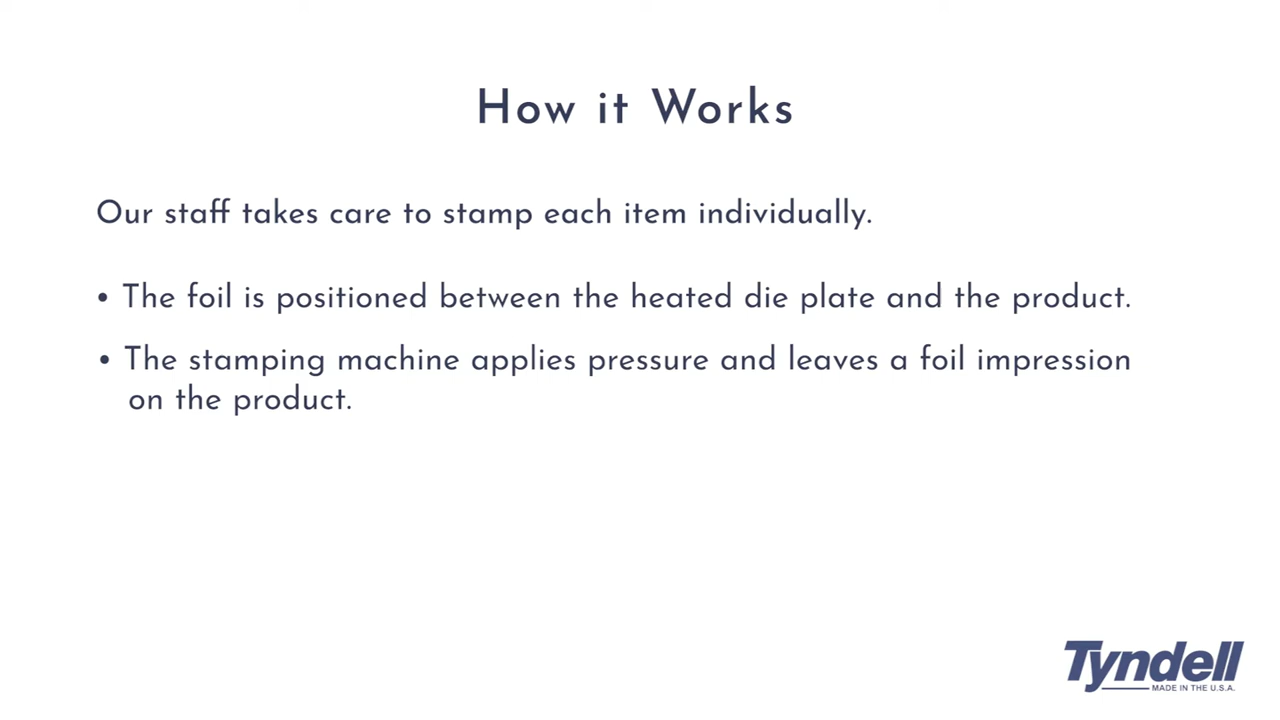 How it Works
Our staff takes care to stamp each item individually.
• The foil is positioned between the heated die plate and the product.
• The stamping machine applies pressure and leaves a foil impression
on the product.
Tyndell
MADE IN THE U.S.A.